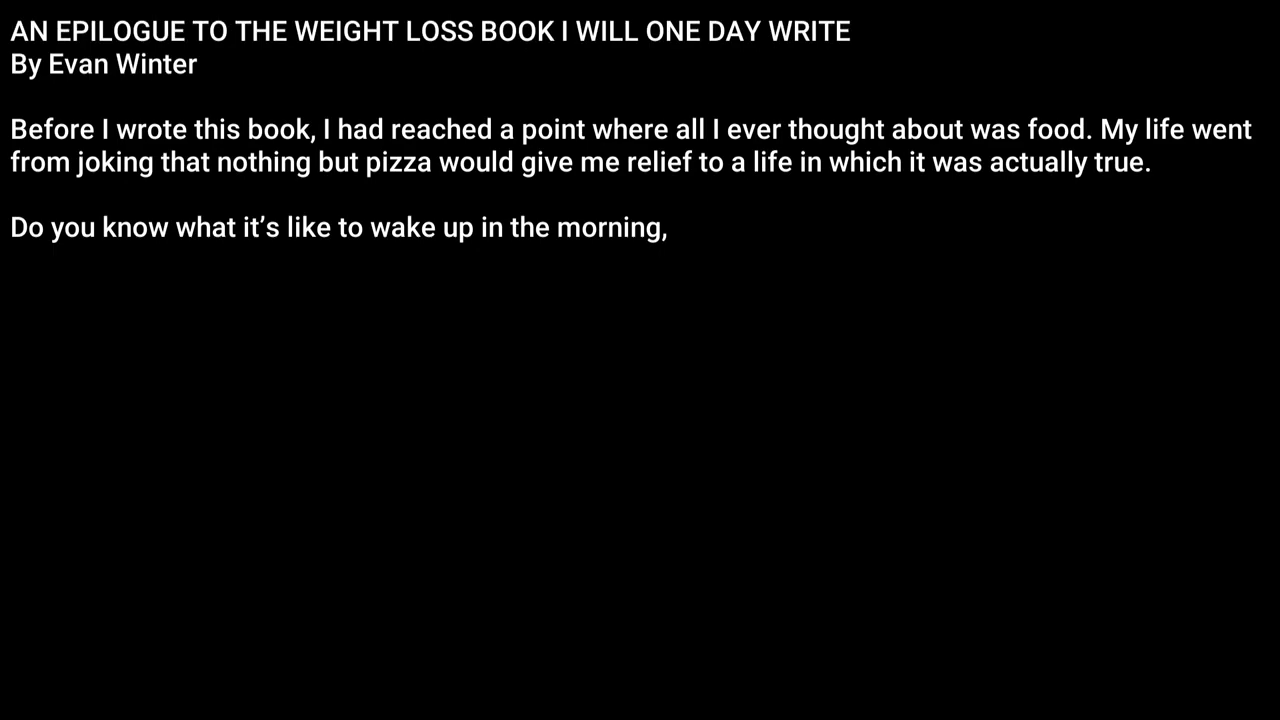 AN EPILOGUE TO THE WEIGHT LOSS BOOK I WILL ONE DAY WRITE
By Evan Winter
Before I wrote this book, I had reached a point where all I ever thought about was food. My life went
from joking that nothing but pizza would give me relief to a life in which it was actually true.
Do you know what it’s like to wake up in the morning,